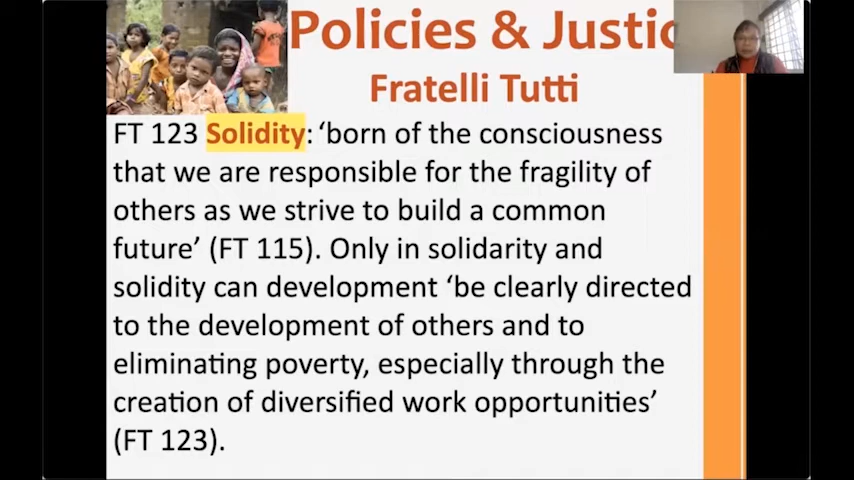 Policies & Justic
Fratelli Tutti
FT 123 Solidity: ‘born of the consciousness
that we are responsible for the fragility of
others as we strive to build a common
future’ (FT 115). Only in solidarity and
solidity can development ‘be clearly directed
to the development of others and to
eliminating poverty, especially through the
creation of diversified work opportunities’
(FT 123).